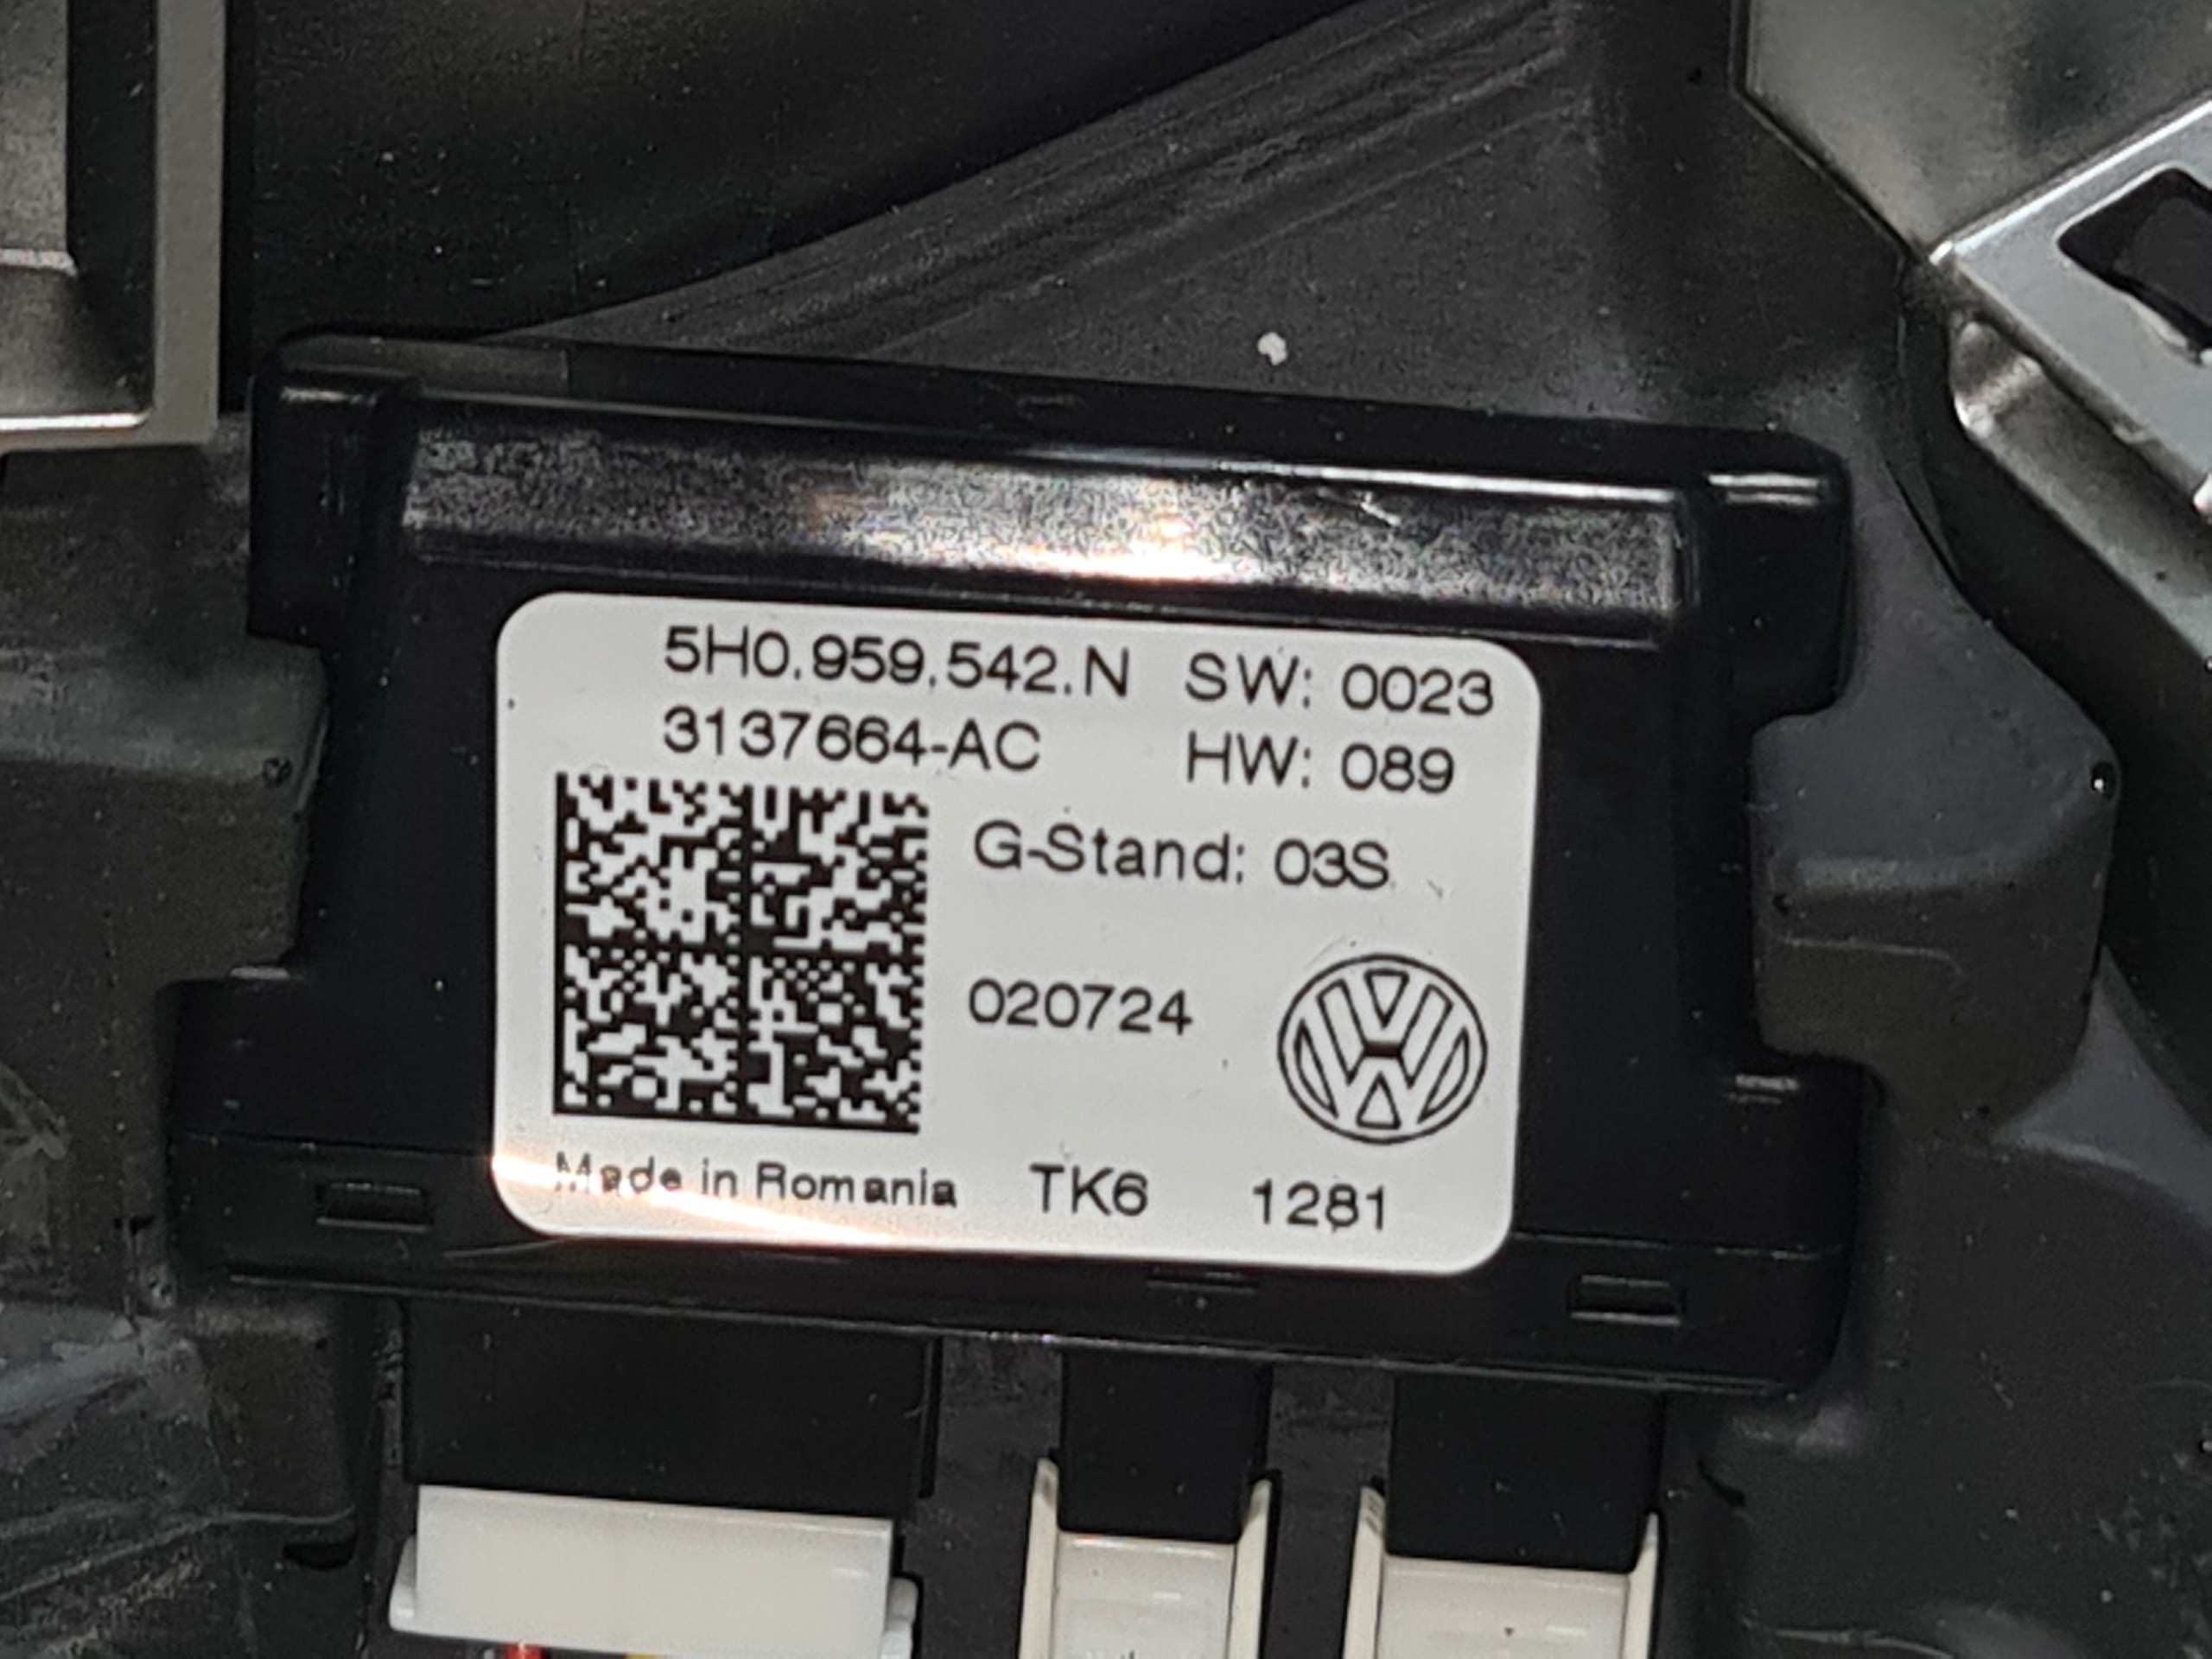 5H0.959.542.N SW: 0023
3137664-AC HW: 089
G-Stand: 03S
020724
Made in Romania TK6 1281